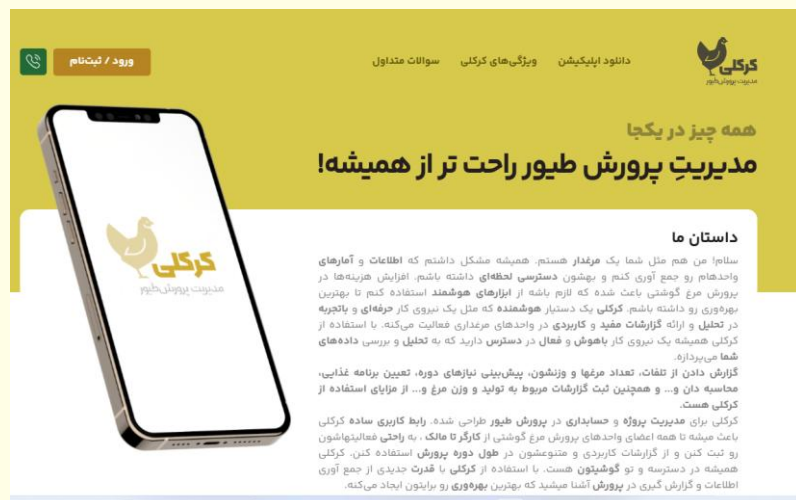 کرکلی
مدیریت پرورش طیور
دانلود اپلیکیشن
ویژگی‌های کرکلی
سوالات متداول
ورود / ثبت‌نام
همه چیز در یکجا
مدیریتِ پرورش طیور راحت تر از همیشه!
کرکلی
مدیریت پرورش طیور
داستان ما
سلام! من هم مثل شما یک مرغدار هستم. همیشه مشکل داشتم که اطلاعات و آمارهای
واحدهام رو جمع آوری کنم و بهشون دسترسی لحظه‌ای داشته باشم. افزایش هزینه‌ها در
پرورش مرغ گوشتی باعث شده که لازم باشه از ابزارهای هوشمند استفاده کنم تا بهترین
بهره‌وری رو داشته باشم. کرکلی یک دستیار هوشمنده که مثل یک نیروی کار حرفه‌ای و باتجربه
در تحلیل و ارائه گزارشات مفید و کاربردی در واحدهای مرغداری فعالیت می‌کنه. با استفاده از
کرکلی همیشه یک نیروی کار باهوش و فعال در دسترس دارید که به تحلیل و بررسی داده‌های
شما می‌پردازه.
گزارش دادن از تلفات، تعداد مرغها و وزنشون، پیش‌بینی نیازهای دوره، تعیین برنامه غذایی،
محاسبه دان و... و همچنین ثبت گزارشات مربوط به تولید و وزن مرغ و... از مزایای استفاده از
کرکلی هست.
کرکلی برای مدیریت پروژه و حسابداری در پرورش طیور طراحی شده. رابط کاربری ساده کرکلی
باعث میشه تا همه اعضای واحدهای پرورش مرغ گوشتی از کارگر تا مالک ، به راحتی فعالیتهاشون
رو ثبت کنن و از گزارشات کاربردی و متنوعشون در طول دوره پرورش استفاده کنن. کرکلی
همیشه در دسترسه و تو گوشیتون هست. با استفاده از کرکلی با قدرت جدیدی از جمع آوری
اطلاعات و گزارش گیری در پرورش آشنا میشید که بهترین بهره‌وری رو براتون ایجاد می‌کنه.